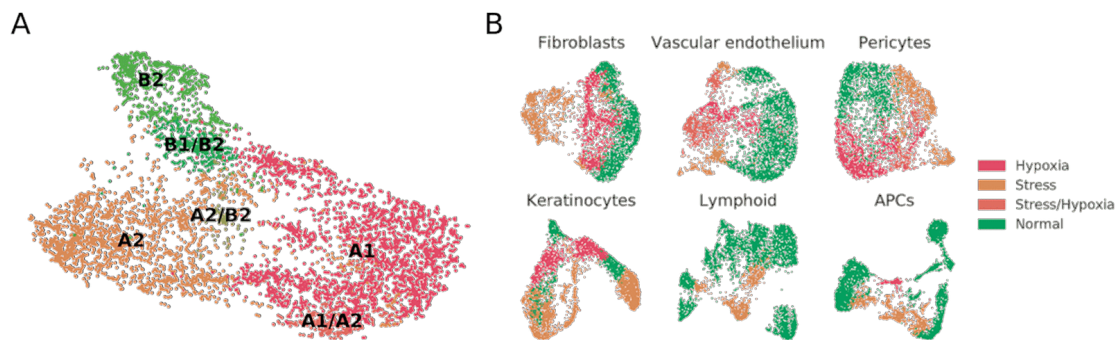 A
B
B2
B1/B2
A2/B2
A2
A1
A1/A2
Fibroblasts
Vascular endothelium
Pericytes
Keratinocytes
Lymphoid
APCs
Hypoxia
Stress
Stress/Hypoxia
Normal